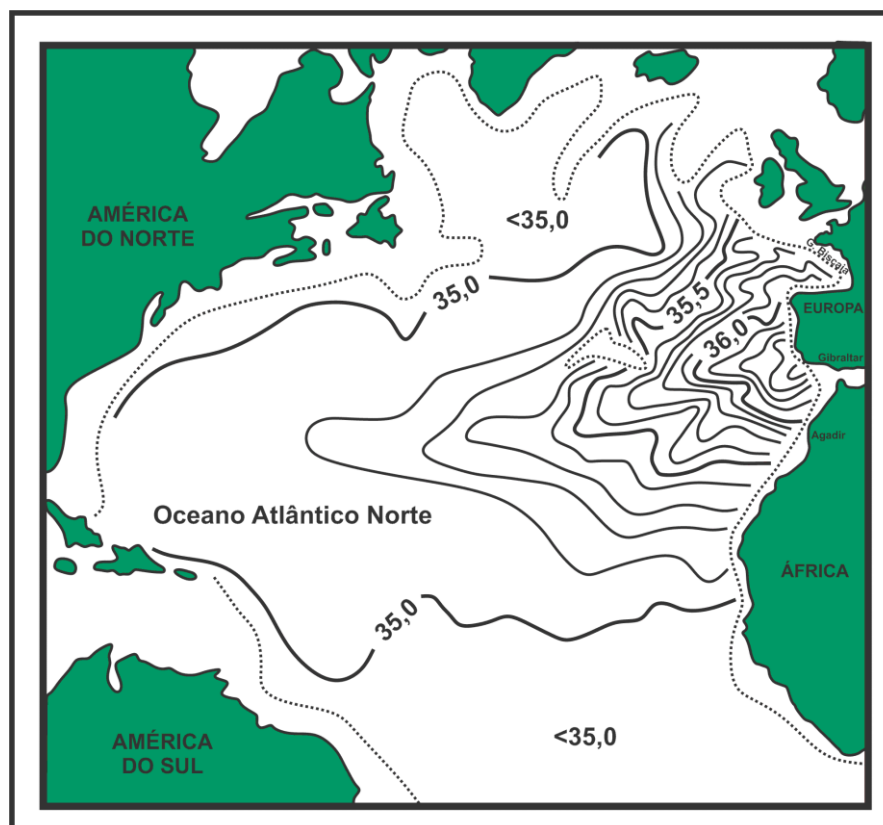 <35,0
AMÉRICA
DO NORTE
G. Biscaia
35,0
35,5
EUROPA
36,0
Gibraltar
Agadir
Oceano Atlântico Norte
ÁFRICA
35,0
AMÉRICA
DO SUL
<35,0